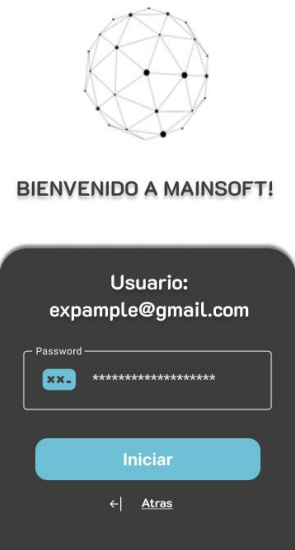 BIENVENIDO A MAINSOFT!
Usuario:
expample@gmail.com
Password
xx-
*******************
Iniciar
←| Atras